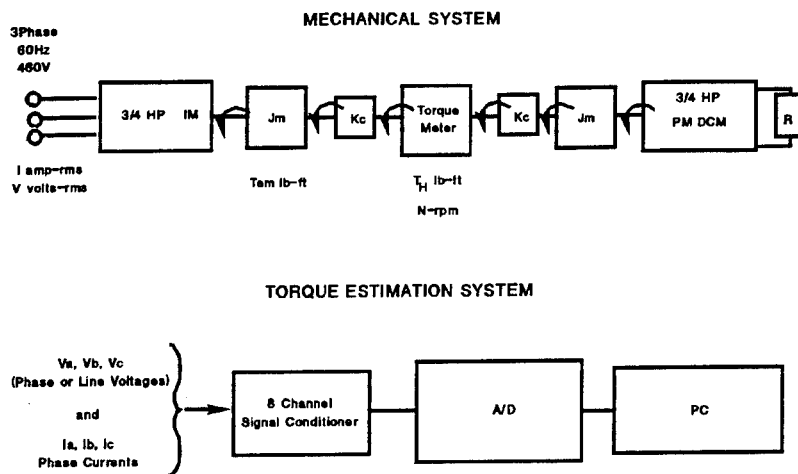 MECHANICAL SYSTEM
3Phase
60Hz
460V
3/4 HP IM
Jm
Kc
Torque
Meter
Kc
Jm
3/4 HP
PM DCM
R
I amp-rms
V volts-rms
Tem lb-ft
TH lb-ft
N-rpm
TORQUE ESTIMATION SYSTEM
Va, Vb, Vc
(Phase or Line Voltages)
and
Ia, Ib, Ic
Phase Currents
8 Channel
Signal Conditioner
A/D
PC